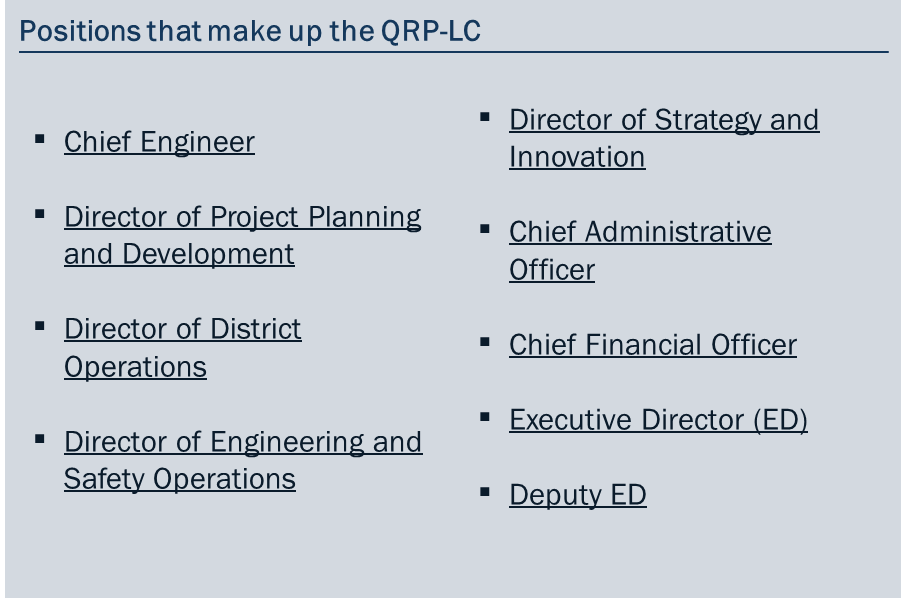 Positions that make up the QRP-LC
▪ Chief Engineer
▪ Director of Project Planning
and Development
▪ Director of District
Operations
▪ Director of Engineering and
Safety Operations
▪ Director of Strategy and
Innovation
▪ Chief Administrative
Officer
▪ Chief Financial Officer
▪ Executive Director (ED)
▪ Deputy ED